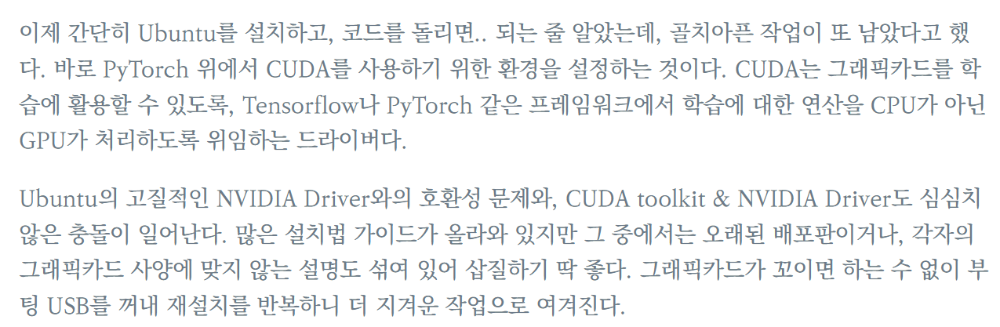 이제 간단히 Ubuntu를 설치하고, 코드를 돌리면.. 되는 줄 알았는데, 골치아픈 작업이 또 남았다고 했
다. 바로 PyTorch 위에서 CUDA를 사용하기 위한 환경을 설정하는 것이다. CUDA는 그래픽카드를 학
습에 활용할 수 있도록, Tensorflow나 PyTorch 같은 프레임워크에서 학습에 대한 연산을 CPU가 아닌
GPU가 처리하도록 위임하는 드라이버다.
Ubuntu의 고질적인 NVIDIA Driver와의 호환성 문제와, CUDA toolkit & NVIDIA Driver도 심심치
않은 충돌이 일어난다. 많은 설치법 가이드가 올라와 있지만 그 중에서는 오래된 배포판이거나, 각자의
그래픽카드 사양에 맞지 않는 설명도 섞여 있어 삽질하기 딱 좋다. 그래픽카드가 꼬이면 하는 수 없이 부
팅 USB를 꺼내 재설치를 반복하니 더 지겨운 작업으로 여겨진다.